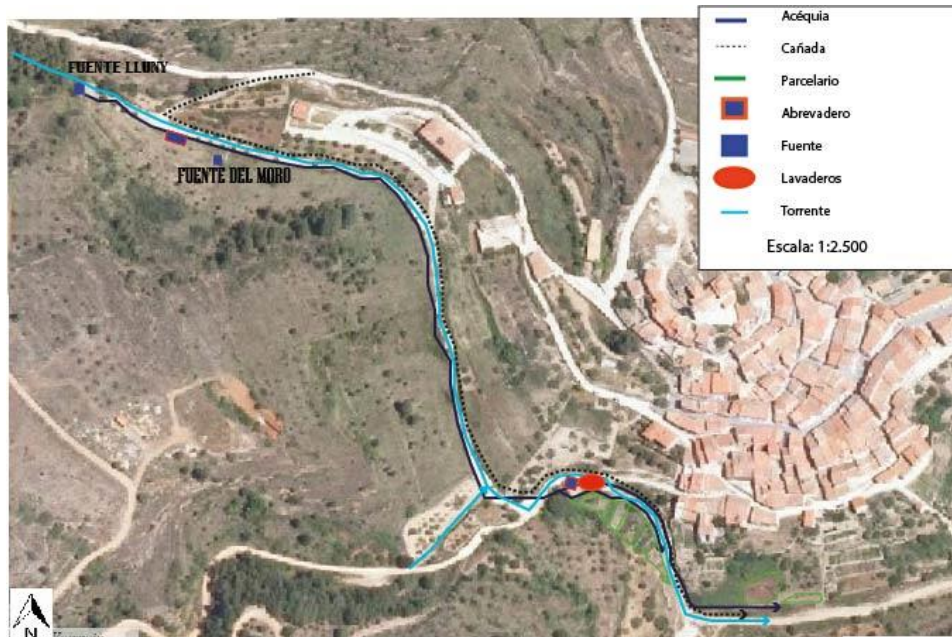 Acéquia
Cañada
Parcelario
Abrevadero
Fuente
Lavaderos
Torrente
Escala: 1:2.500
FUENTE LLUNY
FUENTE DEL MORO
N